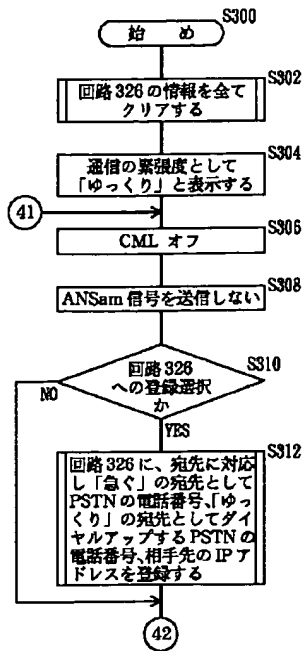 S300
始 め
S302
回路 326 の情報を全て
クリアする
S304
通信の緊張度として
「ゆっくり」と表示する
41
S306
CML オフ
S308
ANSam 信号を送信しない
S310
回路 326
への登録選択
か
NO
YES
S312
回路 326 に、宛先に対応
し「急ぐ」の宛先として
PSTN の電話番号、「ゆっ
くり」の宛先としてダイ
ヤルアップする PSTN の
電話番号、相手先の IP ア
ドレスを登録する
42